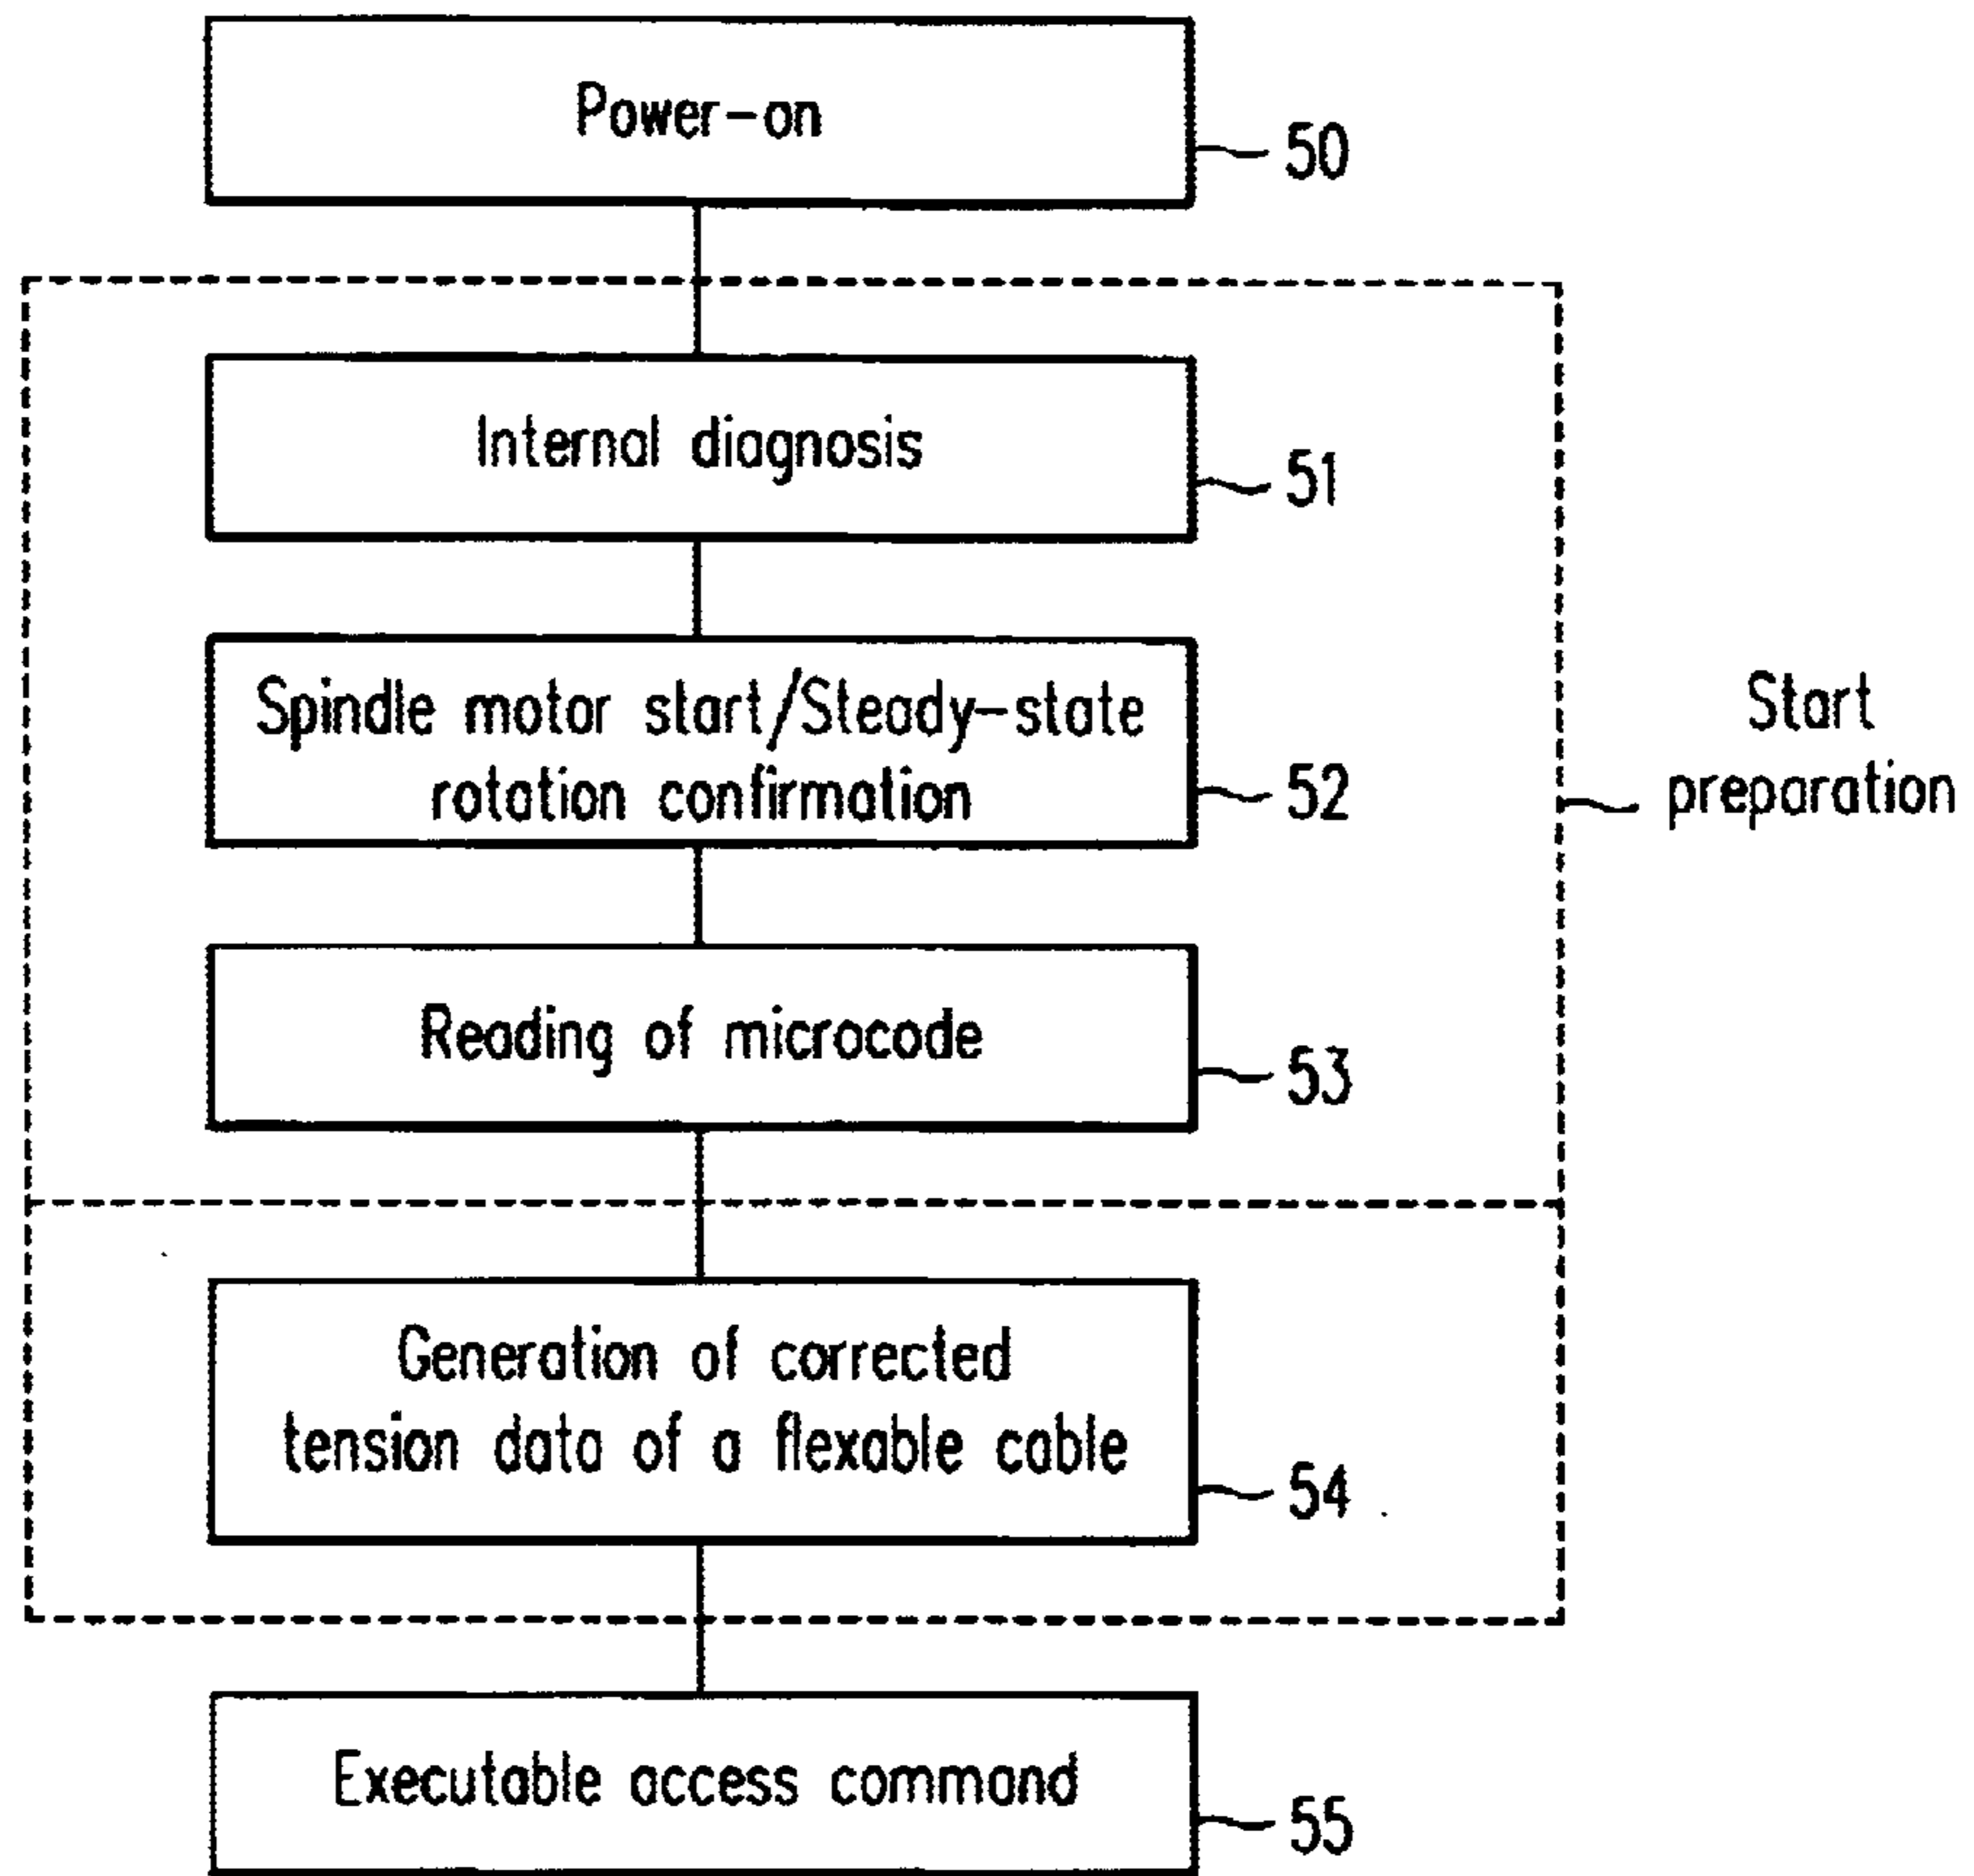 Power-on
50
Internal diagnosis
51
Spindle motor start/Steady-state
rotation confirmation
52
Start
preparation
Reading of microcode
53
Generation of corrected
tension data of a flexable cable
54
Executable access command
55